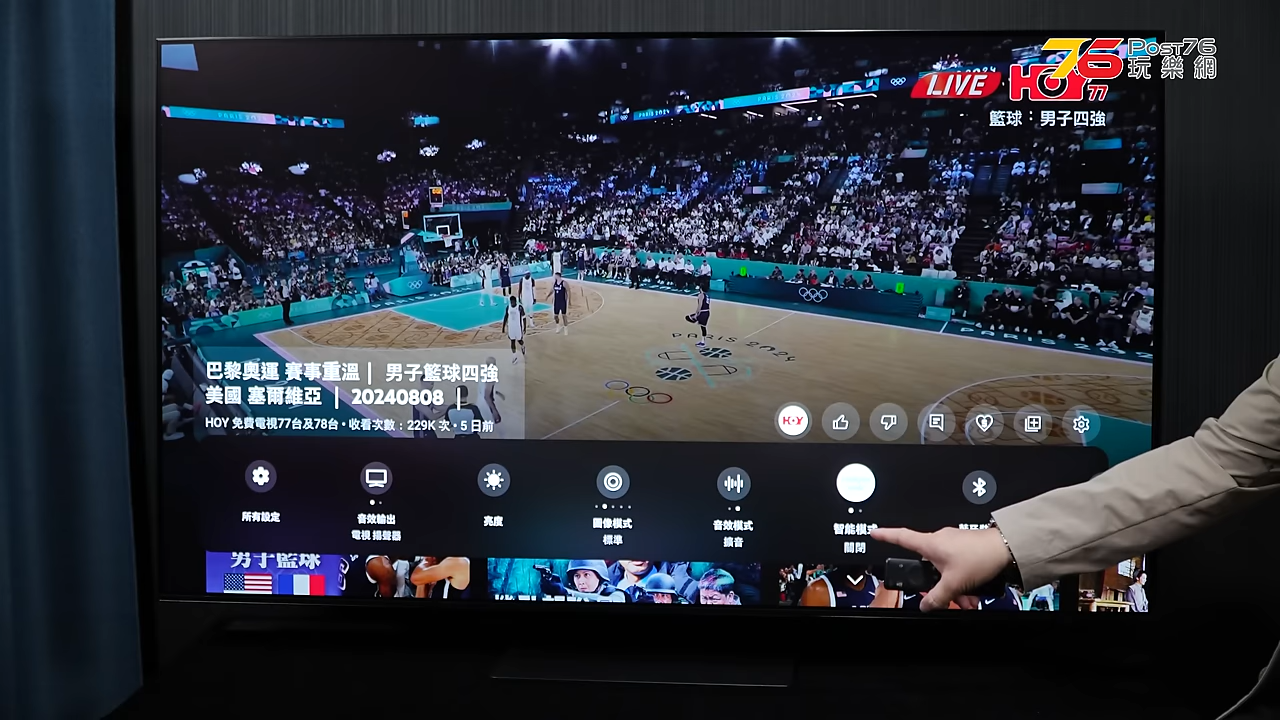 Post76
玩樂網
LIVE
HOY
77
籃球：男子四強
PARIS 2024
PARIS 2024
巴黎奧運 賽事重溫｜ 男子籃球四強
美國 塞爾維亞 ｜ 20240808 ｜
HOY 免費電視77台及78台・收看次數：229K 次・5 日前
H·Y
所有設定
音效輸出
電視 揚聲器
亮度
圖像模式
標準
音效模式
擴音
智能模式
關閉
男子籃球